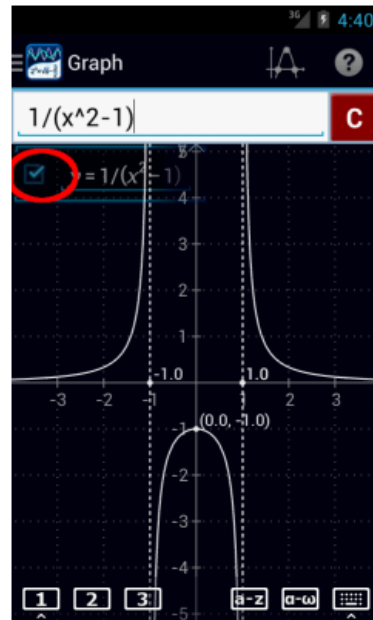 3G 4:40
Graph ?
1/(x^2-1) C
y = 1/(x²-1)
5
4
3
2
1
-1.0 1.0
-3 -2 -1 1 2 3
(0.0, -1.0)
-1
-2
-3
-4
-5
1 2 3 a-z α-ω